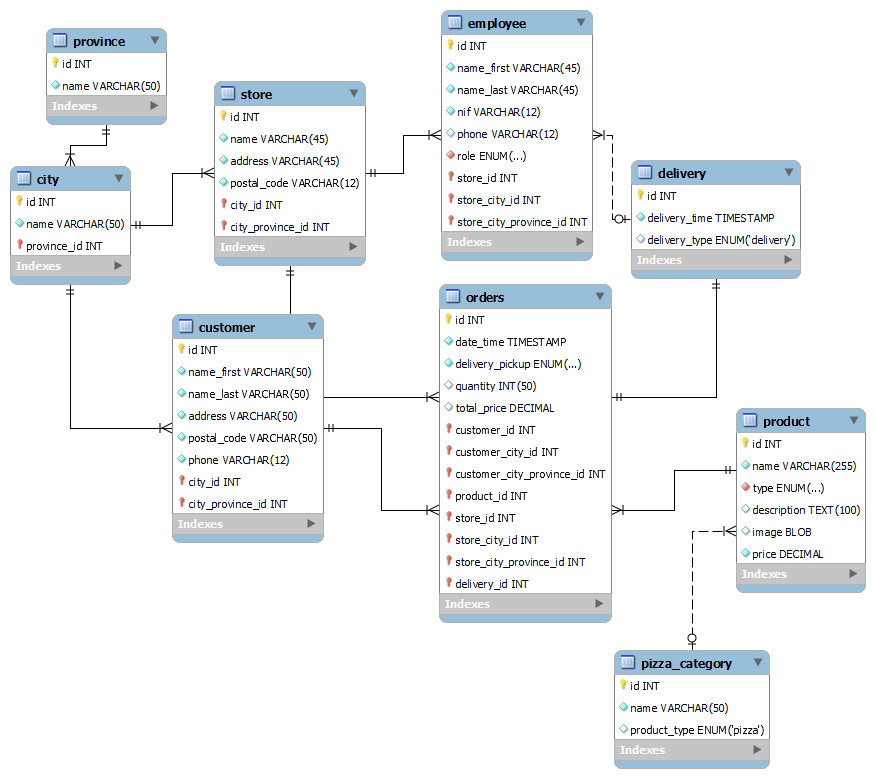 province
id INT
name VARCHAR(50)
Indexes
city
id INT
name VARCHAR(50)
province_id INT
Indexes
store
id INT
name VARCHAR(45)
address VARCHAR(45)
postal_code VARCHAR(12)
city_id INT
city_province_id INT
Indexes
employee
id INT
name_first VARCHAR(45)
name_last VARCHAR(45)
nif VARCHAR(12)
phone VARCHAR(12)
role ENUM(...)
store_id INT
store_city_id INT
store_city_province_id INT
Indexes
delivery
id INT
delivery_time TIMESTAMP
delivery_type ENUM('delivery')
Indexes
customer
id INT
name_first VARCHAR(50)
name_last VARCHAR(50)
address VARCHAR(50)
postal_code VARCHAR(50)
phone VARCHAR(12)
city_id INT
city_province_id INT
Indexes
orders
id INT
date_time TIMESTAMP
delivery_pickup ENUM(...)
quantity INT(50)
total_price DECIMAL
customer_id INT
customer_city_id INT
customer_city_province_id INT
product_id INT
store_id INT
store_city_id INT
store_city_province_id INT
delivery_id INT
Indexes
product
id INT
name VARCHAR(255)
type ENUM(...)
description TEXT(100)
image BLOB
price DECIMAL
Indexes
pizza_category
id INT
name VARCHAR(50)
product_type ENUM('pizza')
Indexes